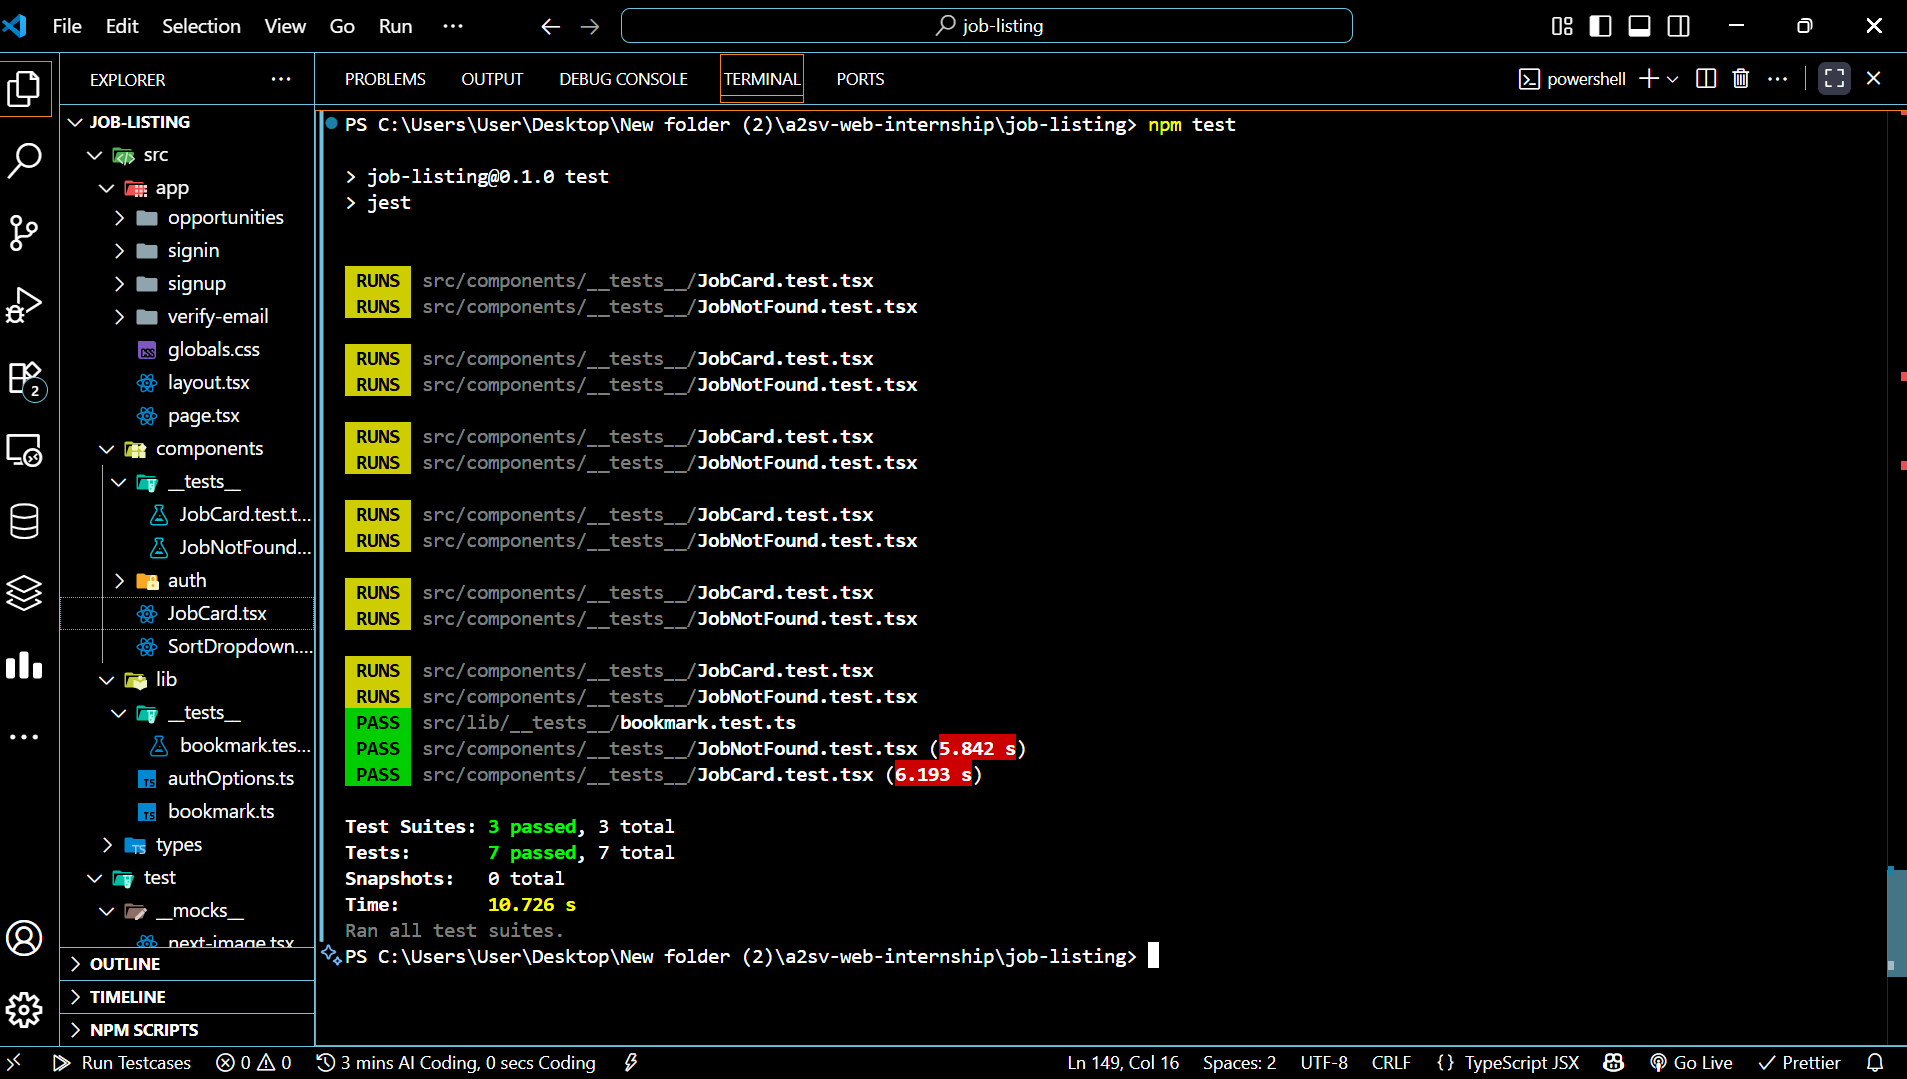 File Edit Selection View Go Run ···
job-listing
EXPLORER
JOB-LISTING
src
app
opportunities
signin
signup
verify-email
globals.css
layout.tsx
page.tsx
components
__tests__
JobCard.test.t...
JobNotFound...
auth
JobCard.tsx
SortDropdown....
lib
__tests__
bookmark.tes...
authOptions.ts
bookmark.ts
types
test
__mocks__
next-image.tsx
OUTLINE
TIMELINE
NPM SCRIPTS
2
PROBLEMS OUTPUT DEBUG CONSOLE TERMINAL PORTS
powershell
PS C:\Users\User\Desktop\New folder (2)\a2sv-web-internship\job-listing> npm test
> job-listing@0.1.0 test
> jest
RUNS src/components/__tests__/JobCard.test.tsx
RUNS src/components/__tests__/JobNotFound.test.tsx
RUNS src/components/__tests__/JobCard.test.tsx
RUNS src/components/__tests__/JobNotFound.test.tsx
RUNS src/components/__tests__/JobCard.test.tsx
RUNS src/components/__tests__/JobNotFound.test.tsx
RUNS src/components/__tests__/JobCard.test.tsx
RUNS src/components/__tests__/JobNotFound.test.tsx
RUNS src/components/__tests__/JobCard.test.tsx
RUNS src/components/__tests__/JobNotFound.test.tsx
RUNS src/components/__tests__/JobCard.test.tsx
RUNS src/components/__tests__/JobNotFound.test.tsx
PASS src/lib/__tests__/bookmark.test.ts
PASS src/components/__tests__/JobNotFound.test.tsx (5.842 s)
PASS src/components/__tests__/JobCard.test.tsx (6.193 s)
Test Suites: 3 passed, 3 total
Tests: 7 passed, 7 total
Snapshots: 0 total
Time: 10.726 s
Ran all test suites.
PS C:\Users\User\Desktop\New folder (2)\a2sv-web-internship\job-listing>
Run Testcases 0 0 3 mins AI Coding, 0 secs Coding Ln 149, Col 16 Spaces: 2 UTF-8 CRLF {} TypeScript JSX Go Live Prettier